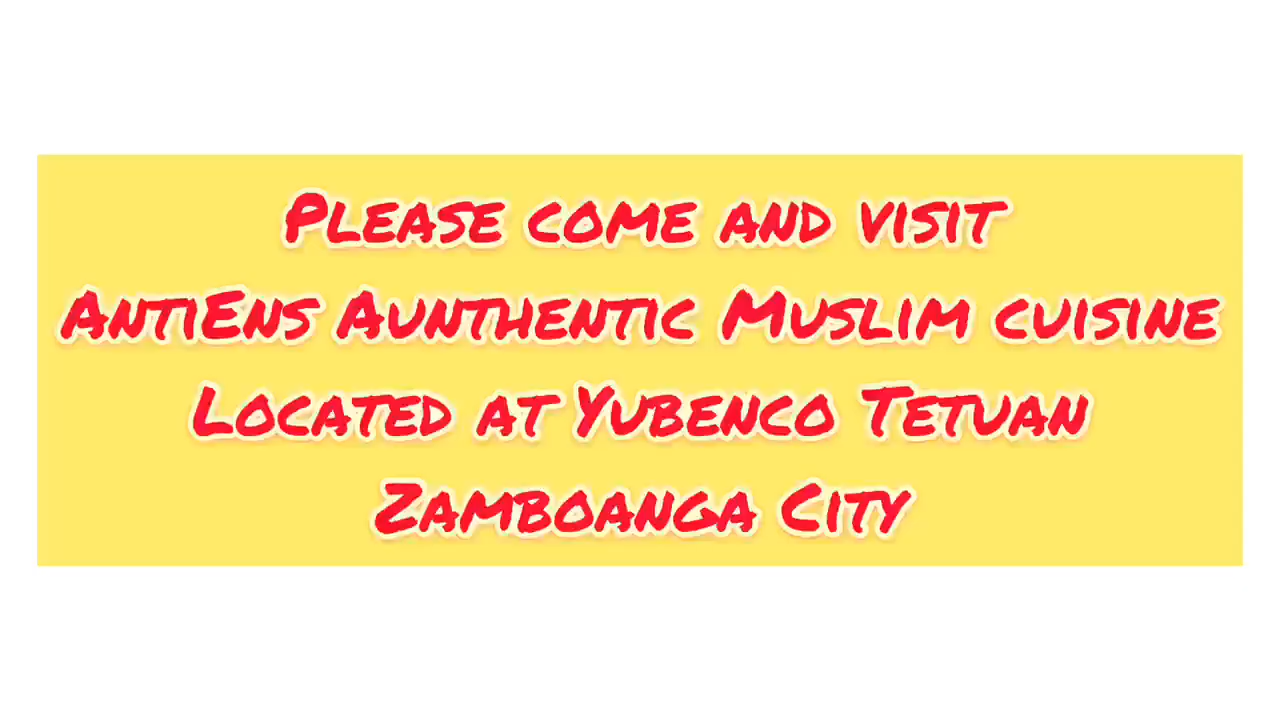 Please come and visit
AntiEns Aunthentic Muslim cuisine
Located at Yubenco Tetuan
Zamboanga City